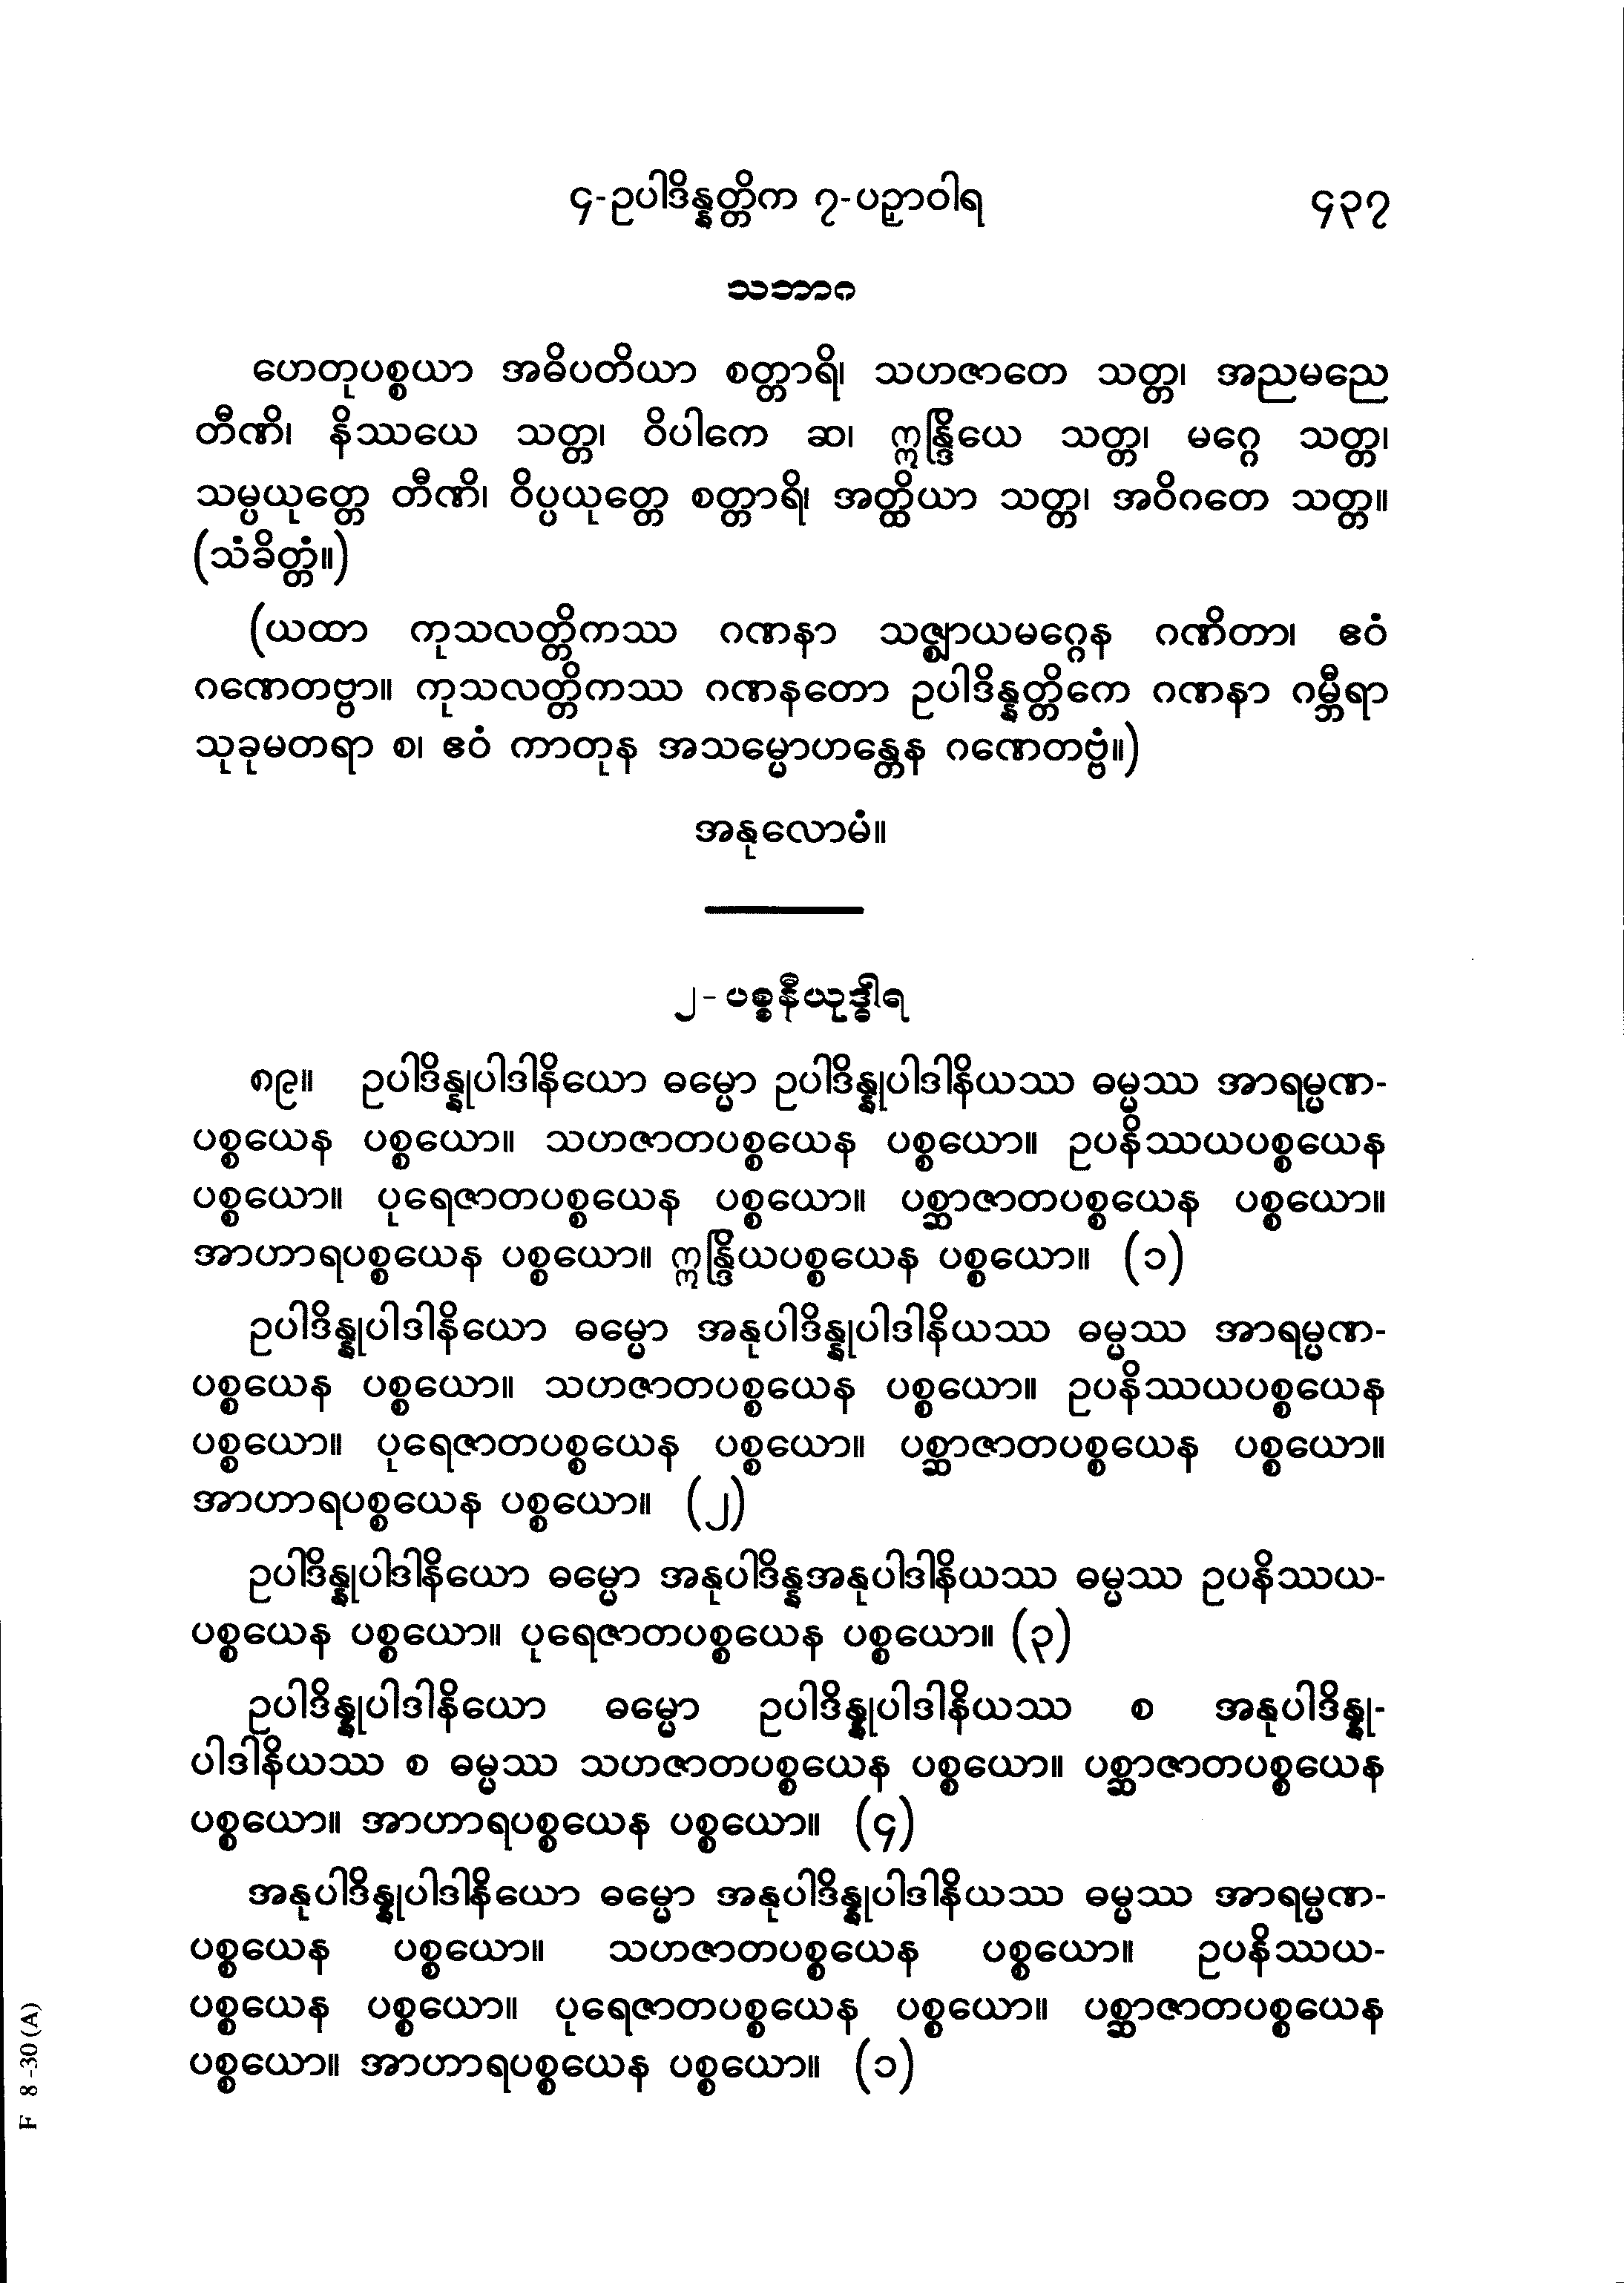 ၄-ဥပါဒိန္နတ္တိက ၇-ပဉှာဝါရ ၄၃၇
သဘာဂ
ဟေတုပစ္စယာ အဓိပတိယာ စတ္တာရိ၊ သဟဇာတေ သတ္တ၊ အညမညေ
တီဏိ၊ နိဿယေ သတ္တ၊ ဝိပါကေ ဆ၊ ဣန္ဒြိယေ သတ္တ၊ မဂ္ဂေ သတ္တ၊
သမ္ပယုတ္တေ တီဏိ၊ ဝိပ္ပယုတ္တေ စတ္တာရိ၊ အတ္ထိယာ သတ္တ၊ အဝိဂတေ သတ္တ။
(သံခိတ္တံ။)
(ယထာ ကုသလတ္တိကဿ ဂဏနာ သဇ္ဈာယမဂ္ဂေန ဂဏိတာ၊ ဧဝံ
ဂဏေတဗ္ဗာ။ ကုသလတ္တိကဿ ဂဏနတော ဥပါဒိန္နတ္တိကေ ဂဏနာ ဂမ္ဘီရာ
သုခုမတရာ စ၊ ဧဝံ ကာတုန အသမ္မောဟန္တေန ဂဏေတဗ္ဗံ။)
အနုလောမံ။
၂-ပစ္စနီယုဒ္ဓါရ
၈၉။ ဥပါဒိန္နုပါဒါနိယော ဓမ္မော ဥပါဒိန္နုပါဒါနိယဿ ဓမ္မဿ အာရမ္မဏ-
ပစ္စယေန ပစ္စယော။ သဟဇာတပစ္စယေန ပစ္စယော။ ဥပနိဿယပစ္စယေန
ပစ္စယော။ ပုရေဇာတပစ္စယေန ပစ္စယော။ ပစ္ဆာဇာတပစ္စယေန ပစ္စယော။
အာဟာရပစ္စယေန ပစ္စယော။ ဣန္ဒြိယပစ္စယေန ပစ္စယော။ (၁)
ဥပါဒိန္နုပါဒါနိယော ဓမ္မော အနုပါဒိန္နုပါဒါနိယဿ ဓမ္မဿ အာရမ္မဏ-
ပစ္စယေန ပစ္စယော။ သဟဇာတပစ္စယေန ပစ္စယော။ ဥပနိဿယပစ္စယေန
ပစ္စယော။ ပုရေဇာတပစ္စယေန ပစ္စယော။ ပစ္ဆာဇာတပစ္စယေန ပစ္စယော။
အာဟာရပစ္စယေန ပစ္စယော။ (၂)
ဥပါဒိန္နုပါဒါနိယော ဓမ္မော အနုပါဒိန္နအနုပါဒါနိယဿ ဓမ္မဿ ဥပနိဿယ-
ပစ္စယေန ပစ္စယော။ ပုရေဇာတပစ္စယေန ပစ္စယော။ (၃)
ဥပါဒိန္နုပါဒါနိယော ဓမ္မော ဥပါဒိန္နုပါဒါနိယဿ စ အနုပါဒိန္နု-
ပါဒါနိယဿ စ ဓမ္မဿ သဟဇာတပစ္စယေန ပစ္စယော။ ပစ္ဆာဇာတပစ္စယေန
ပစ္စယော။ အာဟာရပစ္စယေန ပစ္စယော။ (၄)
အနုပါဒိန္နုပါဒါနိယော ဓမ္မော အနုပါဒိန္နုပါဒါနိယဿ ဓမ္မဿ အာရမ္မဏ-
ပစ္စယေန ပစ္စယော။ သဟဇာတပစ္စယေန ပစ္စယော။ ဥပနိဿယ-
ပစ္စယေန ပစ္စယော။ ပုရေဇာတပစ္စယေန ပစ္စယော။ ပစ္ဆာဇာတပစ္စယေန
ပစ္စယော။ အာဟာရပစ္စယေန ပစ္စယော။ (၁)
F 8-30(A)